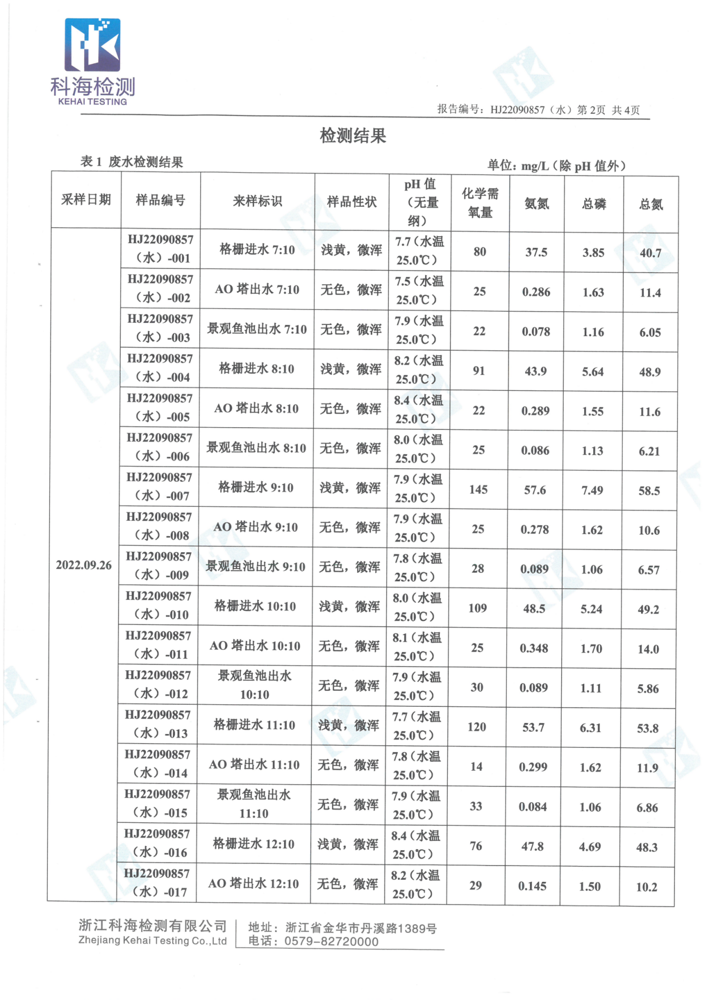 科海检测
KEHAI TESTING
报告编号：HJ22090857（水）第 2页 共 4页
检测结果
表 1 废水检测结果
单位：mg/L（除 pH 值外）
采样日期 样品编号 来样标识 样品性状 pH 值（无量纲） 化学需氧量 氨氮 总磷 总氮
2022.09.26
HJ22090857（水）-001 格栅进水 7:10 浅黄，微浑 7.7（水温25.0℃） 80 37.5 3.85 40.7
HJ22090857（水）-002 AO 塔出水 7:10 无色，微浑 7.5（水温25.0℃） 25 0.286 1.63 11.4
HJ22090857（水）-003 景观鱼池出水 7:10 无色，微浑 7.9（水温25.0℃） 22 0.078 1.16 6.05
HJ22090857（水）-004 格栅进水 8:10 浅黄，微浑 8.2（水温25.0℃） 91 43.9 5.64 48.9
HJ22090857（水）-005 AO 塔出水 8:10 无色，微浑 8.4（水温25.0℃） 22 0.289 1.55 11.6
HJ22090857（水）-006 景观鱼池出水 8:10 无色，微浑 8.0（水温25.0℃） 25 0.086 1.13 6.21
HJ22090857（水）-007 格栅进水 9:10 浅黄，微浑 7.9（水温25.0℃） 145 57.6 7.49 58.5
HJ22090857（水）-008 AO 塔出水 9:10 无色，微浑 7.9（水温25.0℃） 25 0.278 1.62 10.6
HJ22090857（水）-009 景观鱼池出水 9:10 无色，微浑 7.8（水温25.0℃） 28 0.089 1.06 6.57
HJ22090857（水）-010 格栅进水 10:10 浅黄，微浑 8.0（水温25.0℃） 109 48.5 5.24 49.2
HJ22090857（水）-011 AO 塔出水 10:10 无色，微浑 8.1（水温25.0℃） 25 0.348 1.70 14.0
HJ22090857（水）-012 景观鱼池出水 10:10 无色，微浑 7.9（水温25.0℃） 30 0.089 1.11 5.86
HJ22090857（水）-013 格栅进水 11:10 浅黄，微浑 7.7（水温25.0℃） 120 53.7 6.31 53.8
HJ22090857（水）-014 AO 塔出水 11:10 无色，微浑 7.8（水温25.0℃） 14 0.299 1.62 11.9
HJ22090857（水）-015 景观鱼池出水 11:10 无色，微浑 7.9（水温25.0℃） 33 0.084 1.06 6.86
HJ22090857（水）-016 格栅进水 12:10 浅黄，微浑 8.4（水温25.0℃） 76 47.8 4.69 48.3
HJ22090857（水）-017 AO 塔出水 12:10 无色，微浑 8.2（水温25.0℃） 29 0.145 1.50 10.2
浙江科海检测有限公司
Zhejiang Kehai Testing Co.,Ltd
地址：浙江省金华市丹溪路1389号
电话：0579-82720000